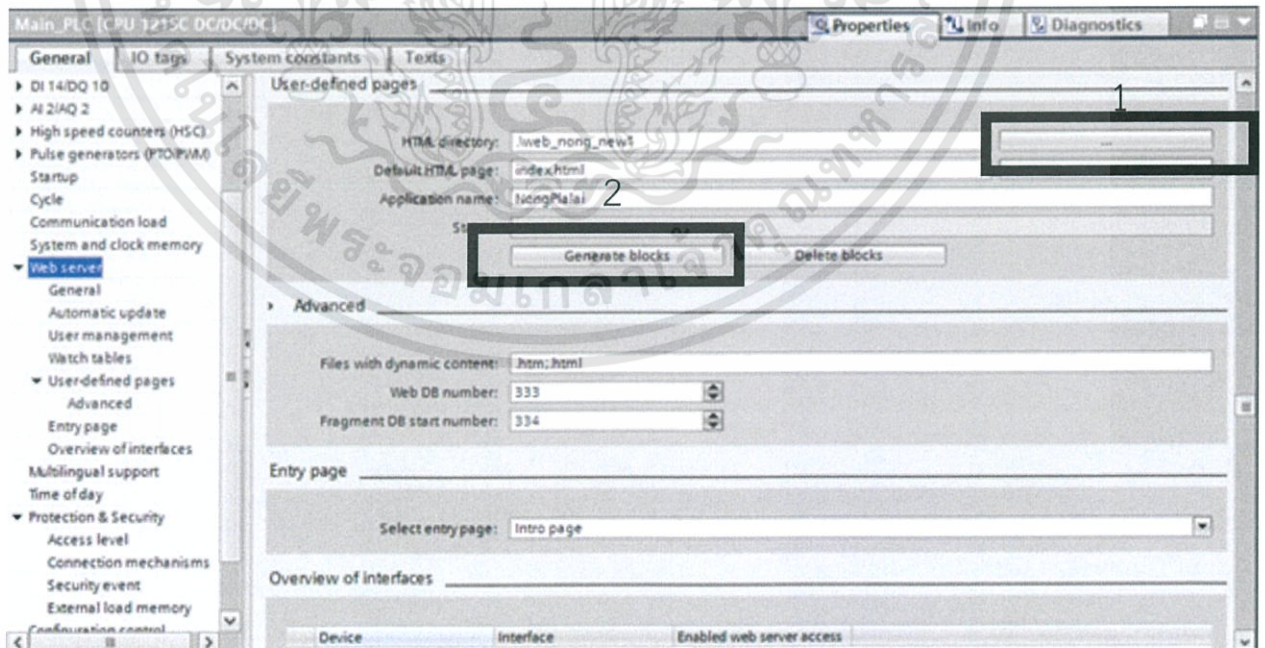 Main_PLC [CPU 1215C DC/DC/DC]
Properties
Info
Diagnostics
General
IO tags
System constants
Texts
DI 14/DQ 10
AI 2/AQ 2
High speed counters (HSC)
Pulse generators (PTO/PWM)
Startup
Cycle
Communication load
System and clock memory
Web server
General
Automatic update
User management
Watch tables
User-defined pages
Advanced
Entry page
Overview of interfaces
Multilingual support
Time of day
Protection & Security
Access level
Connection mechanisms
Security event
External load memory
Configuration control
User-defined pages
1
HTML directory: .\web_nong_new1
...
Default HTML page: index.html
Application name: NongPlalai
2
Generate blocks
Delete blocks
Advanced
Files with dynamic content: .htm;.html
Web DB number: 333
Fragment DB start number: 334
Entry page
Select entry page: Intro page
Overview of interfaces
Device
Interface
Enabled web server access